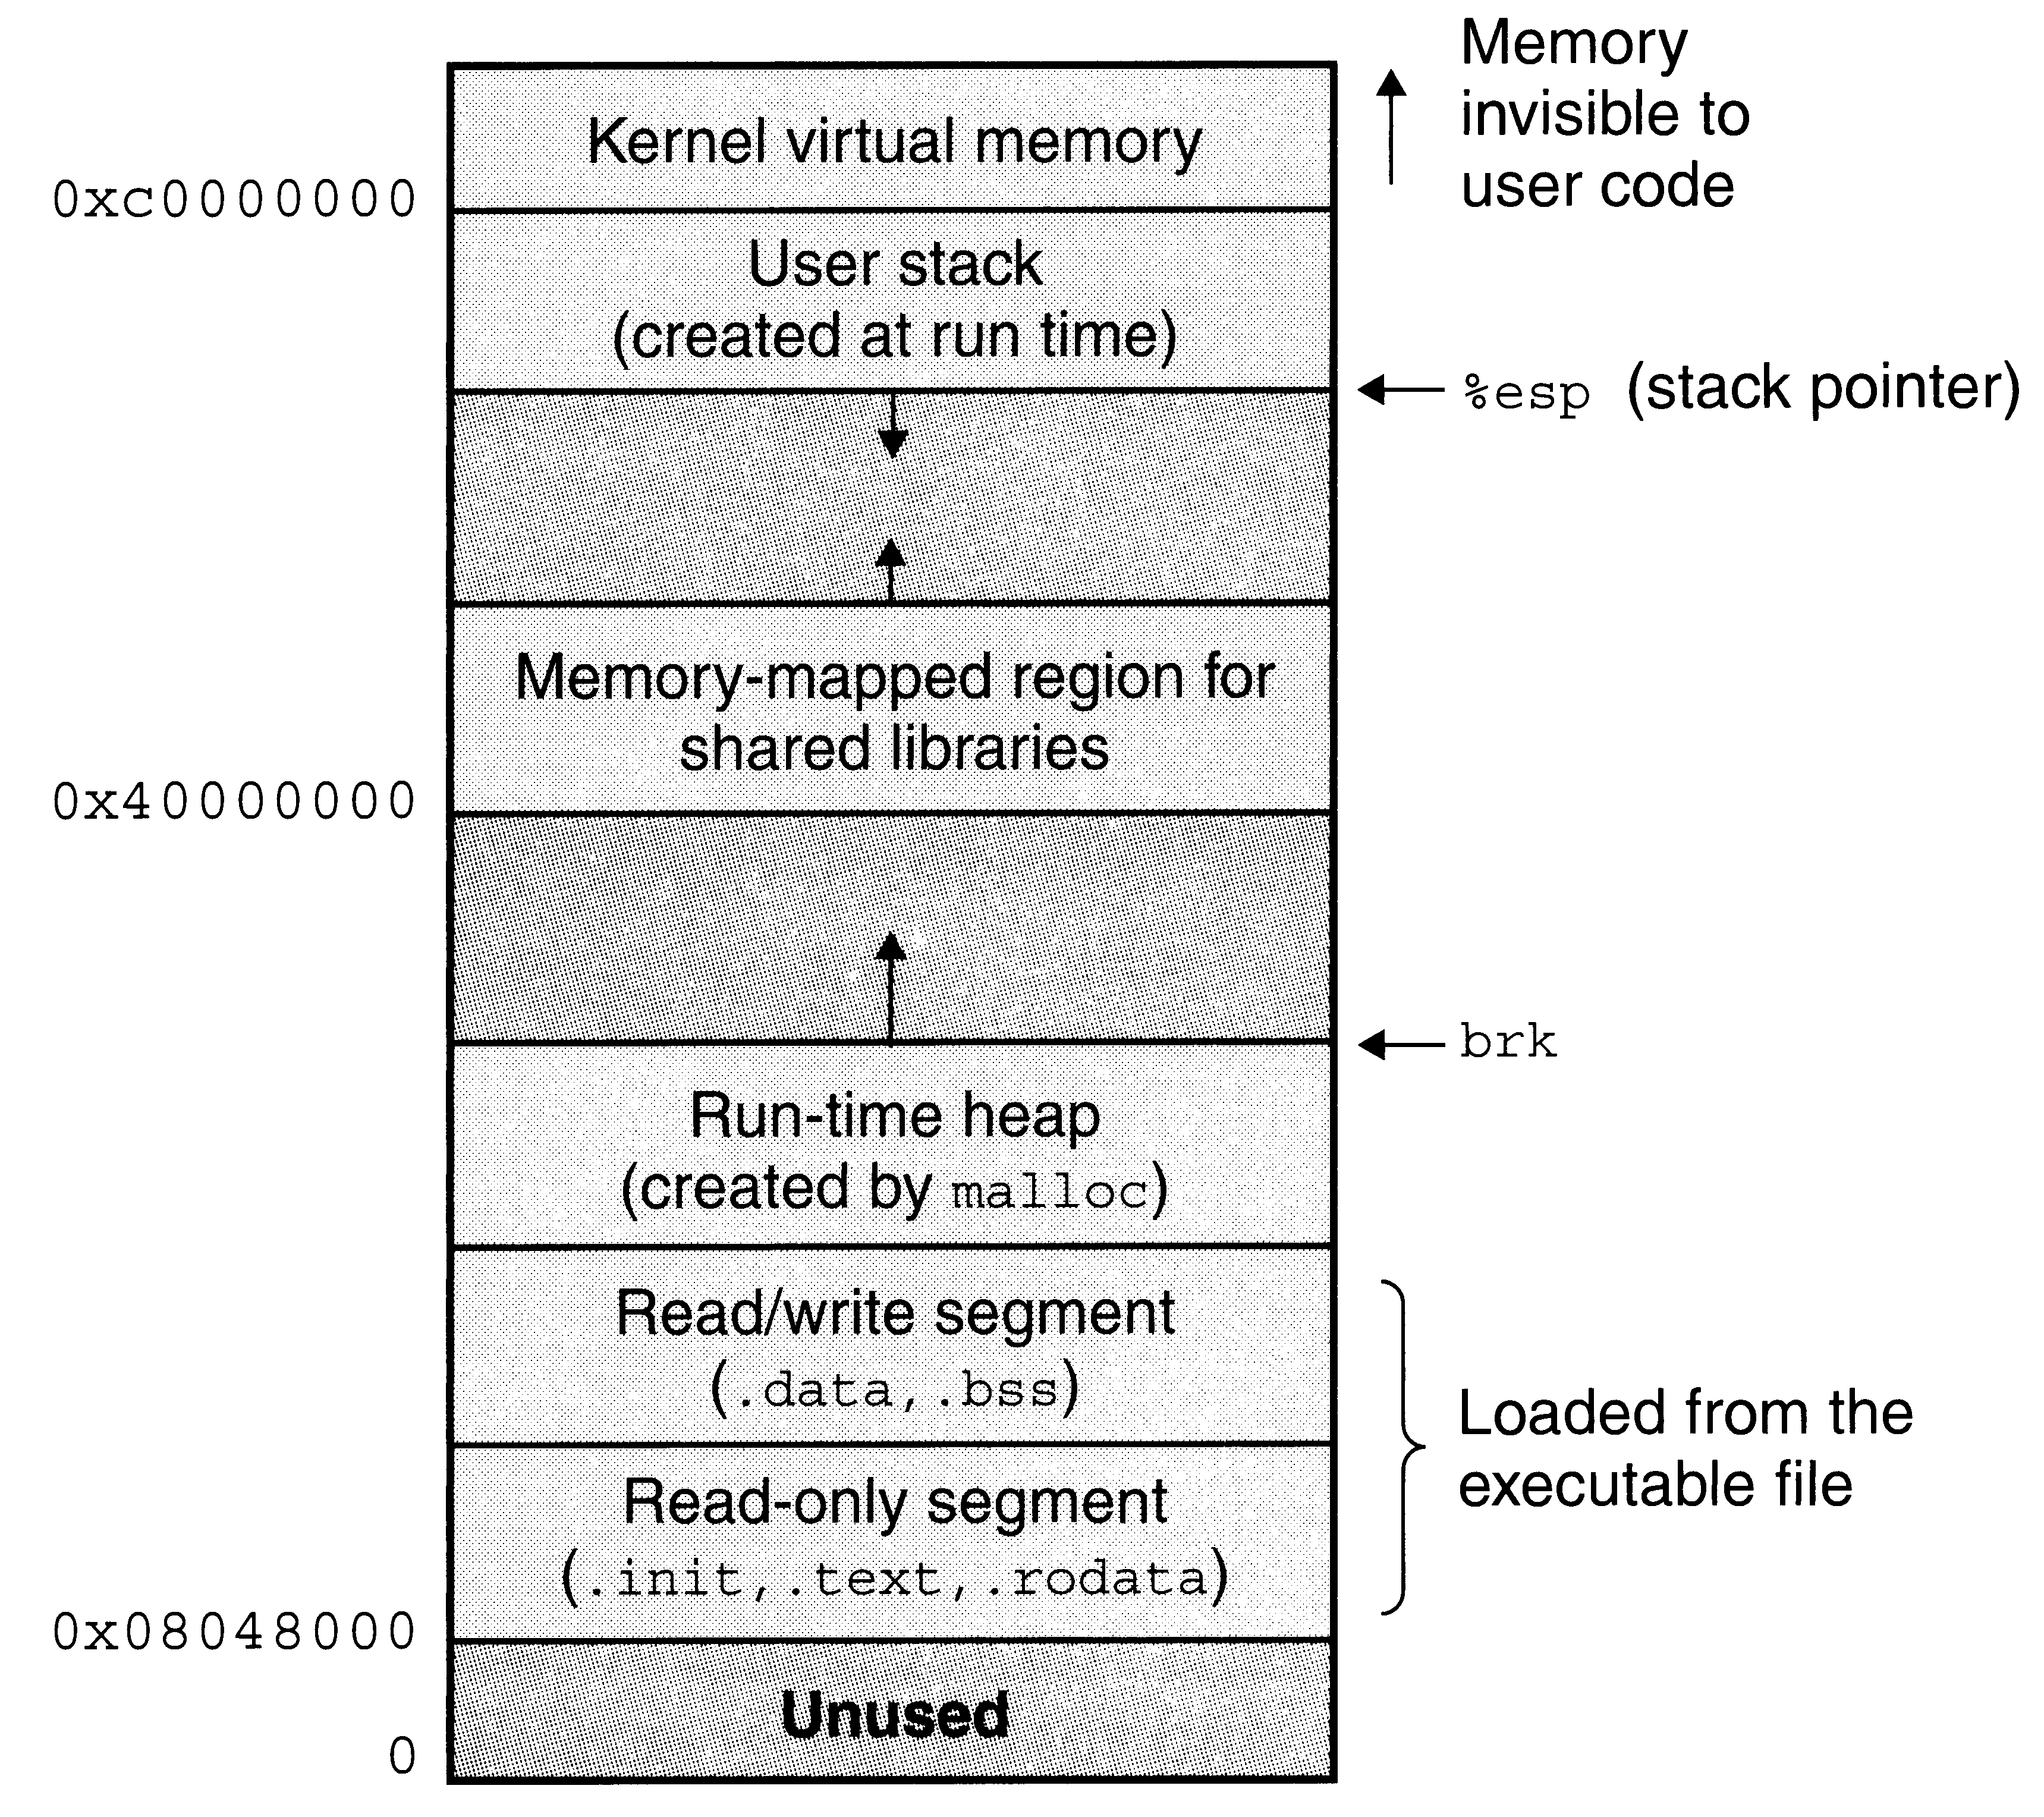 Memory
invisible to
user code
Kernel virtual memory
0xc0000000
User stack
(created at run time)
%esp (stack pointer)
Memory-mapped region for
shared libraries
0x40000000
brk
Run-time heap
(created by malloc)
Read/write segment
(.data,.bss)
Loaded from the
executable file
Read-only segment
(.init,.text,.rodata)
0x08048000
Unused
0